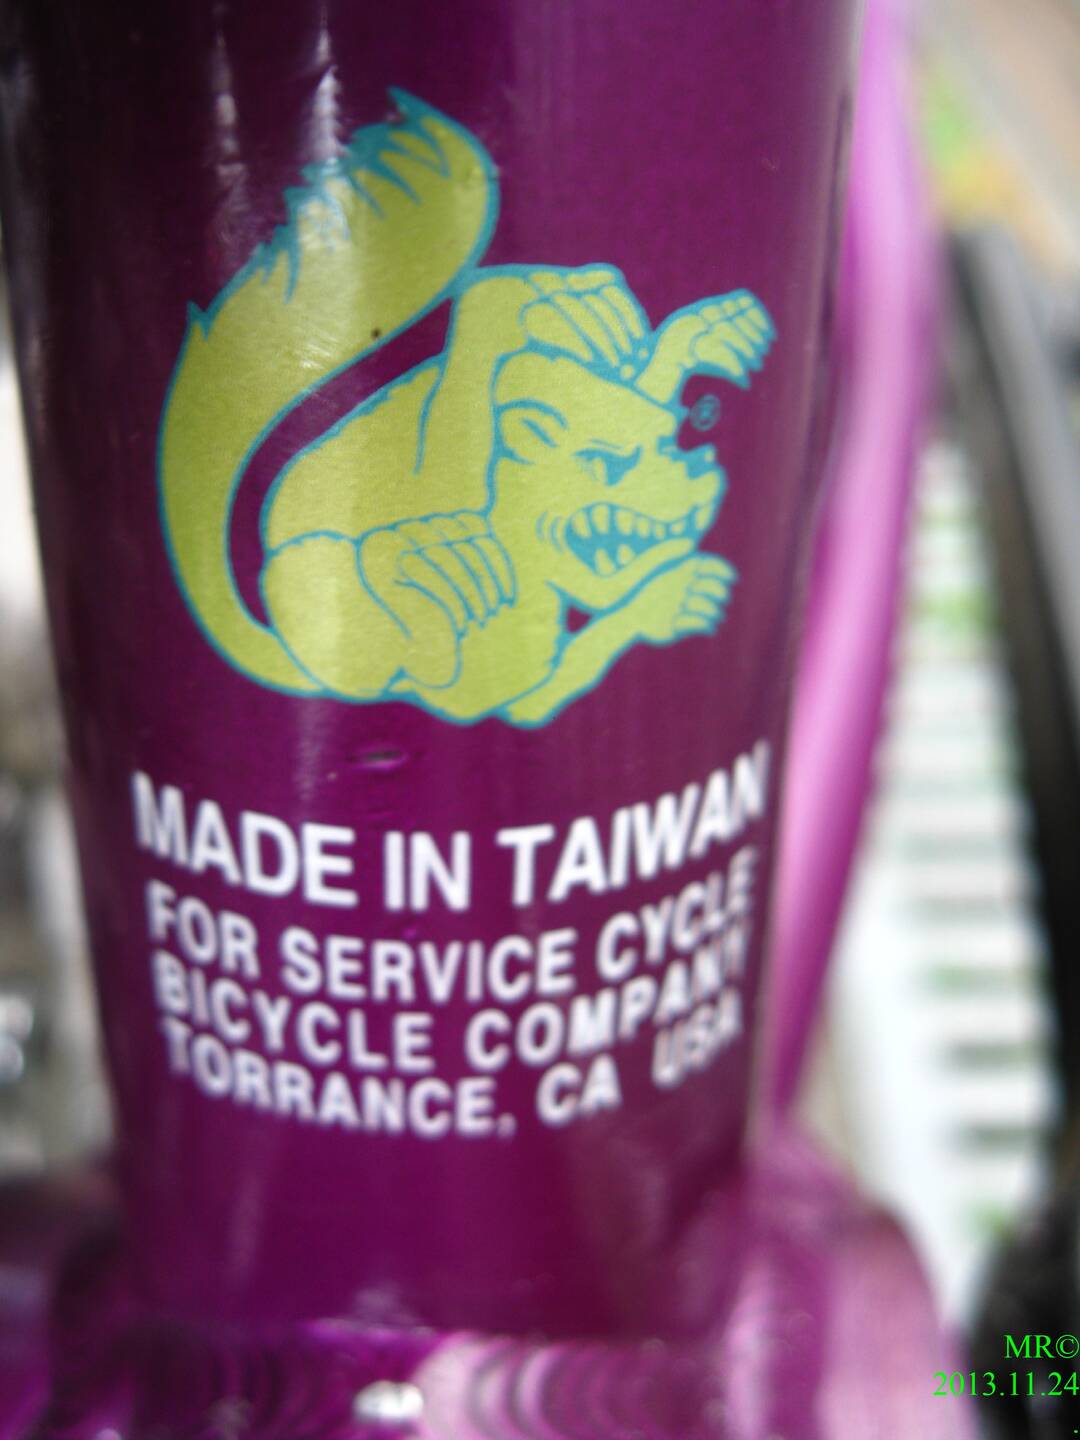 ®
MADE IN TAIWAN
FOR SERVICE CYCLE
BICYCLE COMPANY
TORRANCE, CA USA
MR©
2013.11.24
.